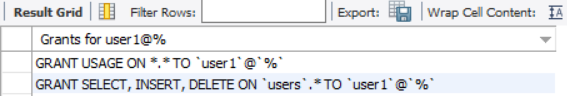 Result Grid Filter Rows: Export: Wrap Cell Content: IA
Grants for user1@%
GRANT USAGE ON *.* TO `user1`@`%`
GRANT SELECT, INSERT, DELETE ON `users`.* TO `user1`@`%`